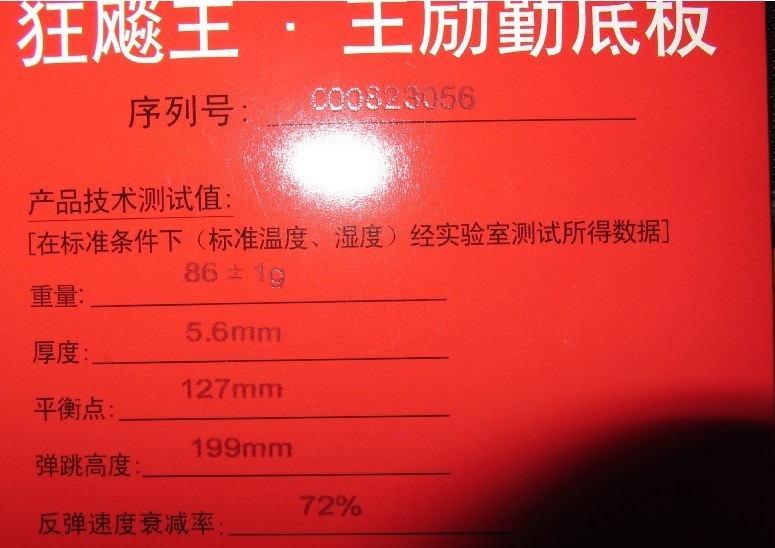 狂飚王·王励勤底板
序列号: C00823056
产品技术测试值:
[在标准条件下（标准温度、湿度）经实验室测试所得数据]
重量: 86 ± 1g
厚度: 5.6mm
平衡点: 127mm
弹跳高度: 199mm
反弹速度衰减率: 72%